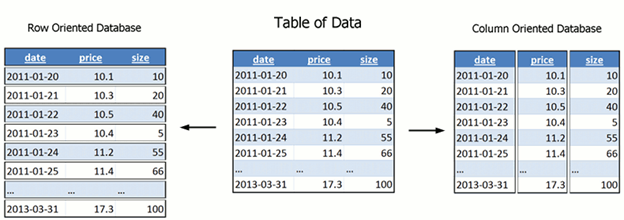 Row Oriented Database
date price size
2011-01-20 10.1 10
2011-01-21 10.3 20
2011-01-22 10.5 40
2011-01-23 10.4 5
2011-01-24 11.2 55
2011-01-25 11.4 66
... ... ...
2013-03-31 17.3 100
Table of Data
date price size
2011-01-20 10.1 10
2011-01-21 10.3 20
2011-01-22 10.5 40
2011-01-23 10.4 5
2011-01-24 11.2 55
2011-01-25 11.4 66
... ... ...
2013-03-31 17.3 100
Column Oriented Database
date price size
2011-01-20 10.1 10
2011-01-21 10.3 20
2011-01-22 10.5 40
2011-01-23 10.4 5
2011-01-24 11.2 55
2011-01-25 11.4 66
... ... ...
2013-03-31 17.3 100